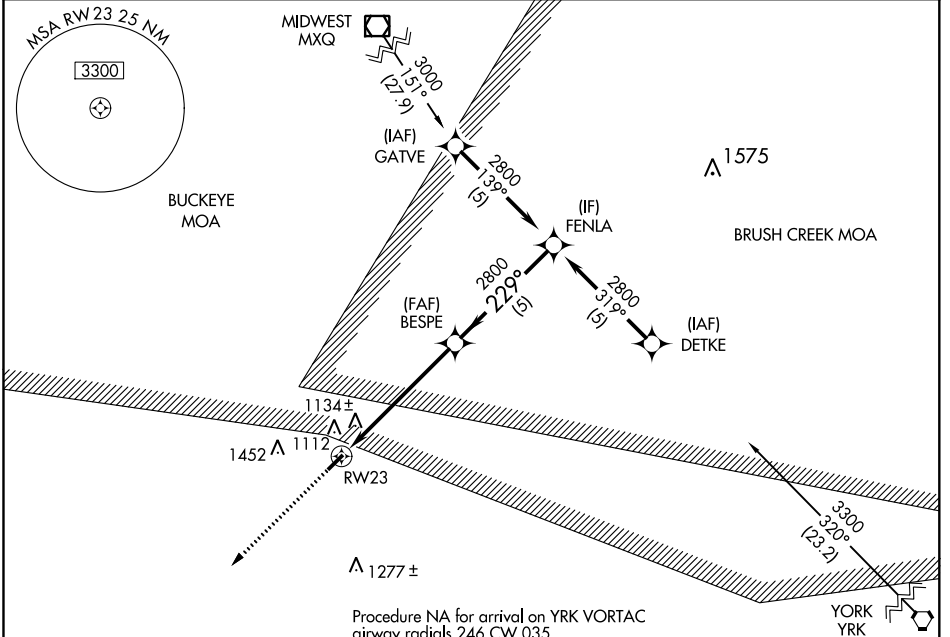 MSA RW23 25 NM
3300
BUCKEYE
MOA
MIDWEST
MXQ
3000
151°
(27.9)
(IAF)
GATVE
2800
139°
(5)
(IF)
FENLA
1575
BRUSH CREEK MOA
2800
229°
(5)
(FAF)
BESPE
2800
319°
(5)
(IAF)
DETKE
1134 ±
1112
1452
RW23
1277 ±
3300
320°
(23.2)
YORK
YRK
Procedure NA for arrival on YRK VORTAC
airway radials 246 CW 035